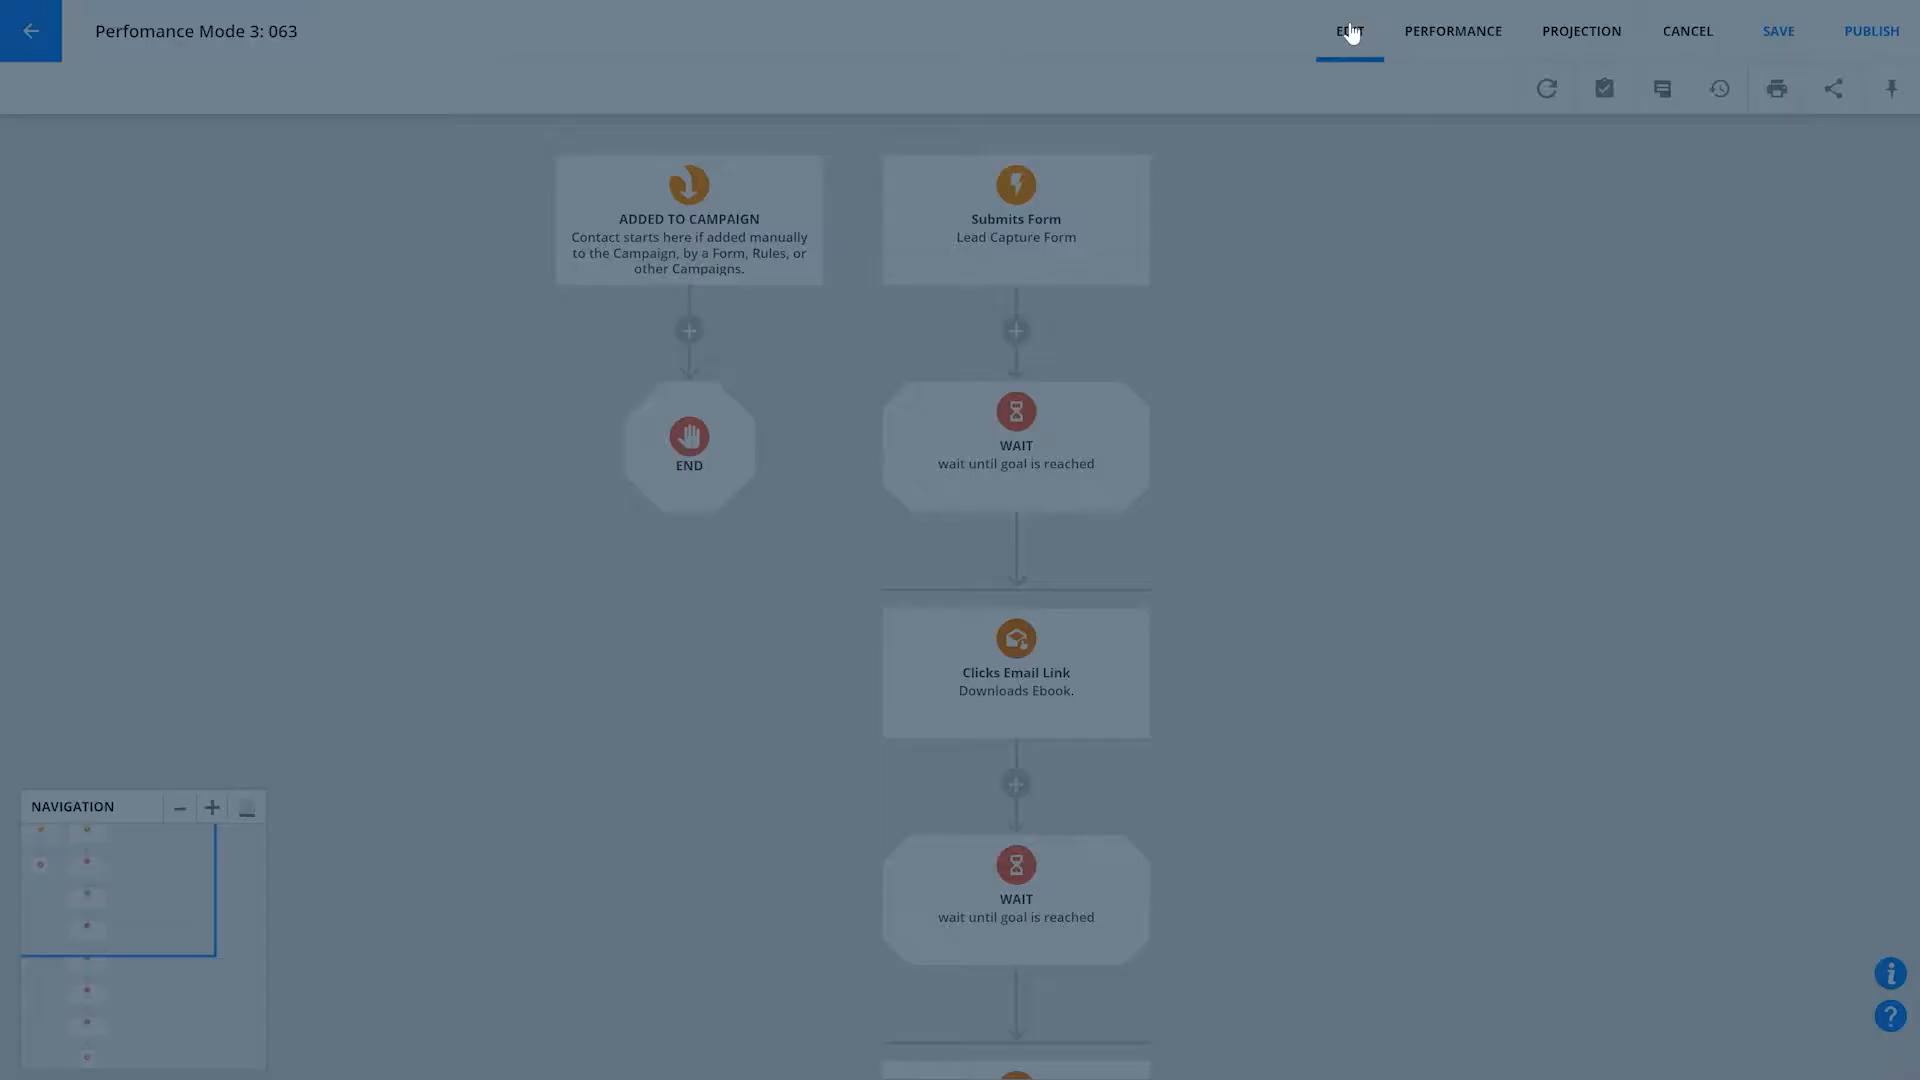 Perfomance Mode 3: 063
EDIT
PERFORMANCE
PROJECTION
CANCEL
SAVE
PUBLISH
ADDED TO CAMPAIGN
Contact starts here if added manually
to the Campaign, by a Form, Rules, or
other Campaigns.
Submits Form
Lead Capture Form
END
WAIT
wait until goal is reached
Clicks Email Link
Downloads Ebook.
WAIT
wait until goal is reached
NAVIGATION